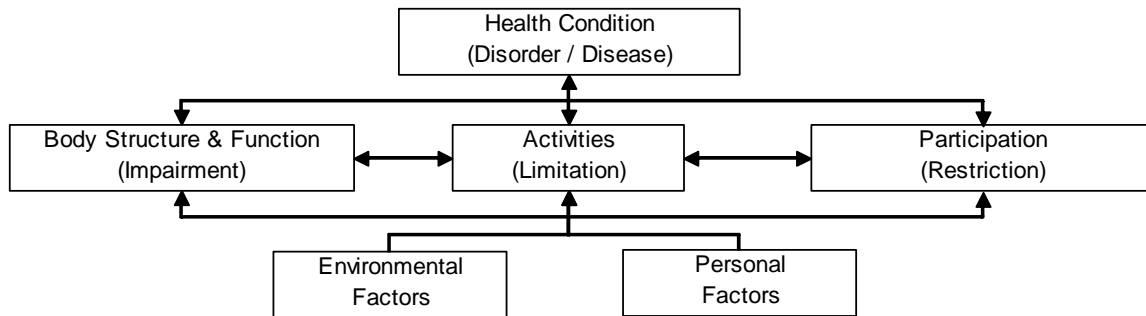 Health Condition
(Disorder / Disease)
Body Structure & Function
(Impairment)
Activities
(Limitation)
Participation
(Restriction)
Environmental
Factors
Personal
Factors